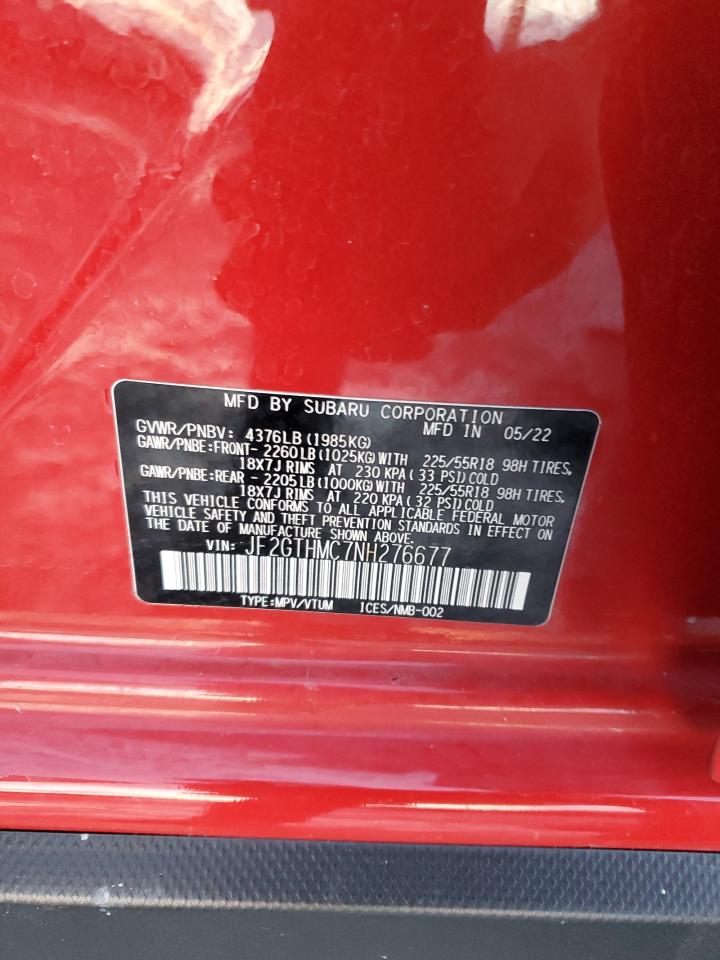 MFD BY SUBARU CORPORATION
GVWR/PNBV: 4376LB (1985KG) MFD IN 05/22
GAWR/PNBE:FRONT- 2260LB(1025KG)WITH 225/55R18 98H TIRES,
18X7J RIMS AT 230 KPA ( 33 PSI)COLD
GAWR/PNBE:REAR - 2205LB(1000KG)WITH 225/55R18 98H TIRES,
18X7J RIMS AT 220 KPA ( 32 PSI)COLD
THIS VEHICLE CONFORMS TO ALL APPLICABLE FEDERAL MOTOR
VEHICLE SAFETY AND THEFT PREVENTION STANDARDS IN EFFECT ON
THE DATE OF MANUFACTURE SHOWN ABOVE.
VIN: JF2GTHMC7NH276677
TYPE:MPV/VTUM ICES/NMB-002